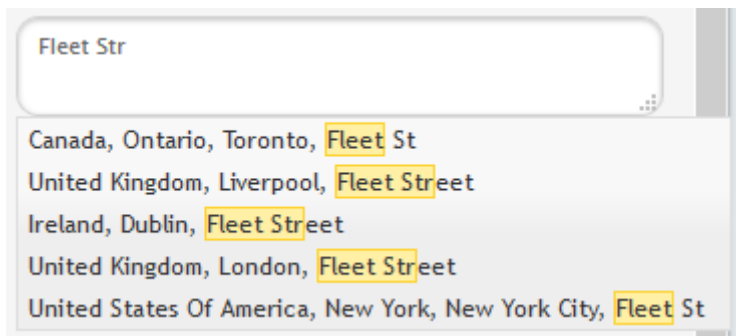 Fleet Str
Canada, Ontario, Toronto, Fleet St
United Kingdom, Liverpool, Fleet Street
Ireland, Dublin, Fleet Street
United Kingdom, London, Fleet Street
United States Of America, New York, New York City, Fleet St